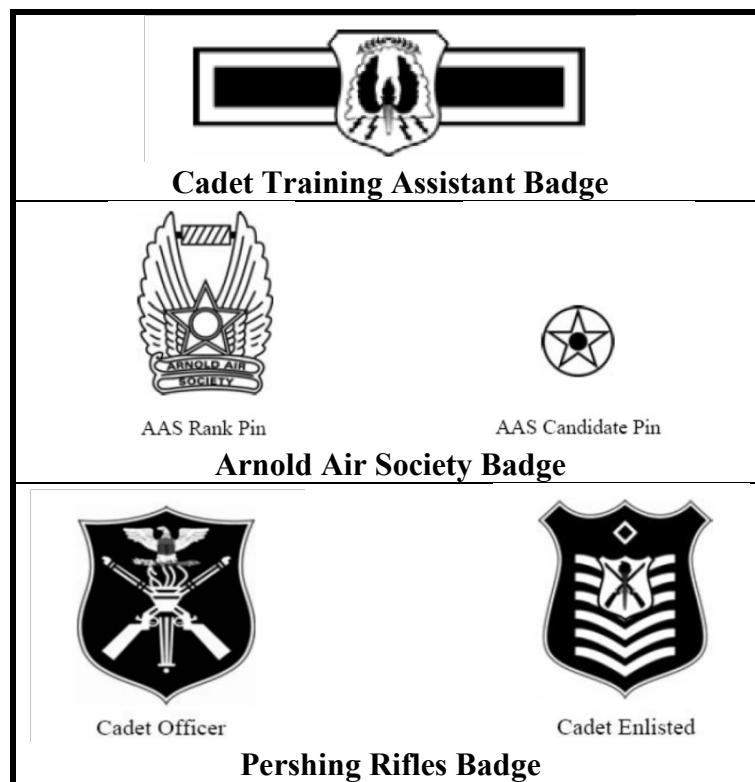 Cadet Training Assistant Badge
ARNOLD AIR
SOCIETY
AAS Rank Pin
AAS Candidate Pin
Arnold Air Society Badge
Cadet Officer
Cadet Enlisted
Pershing Rifles Badge